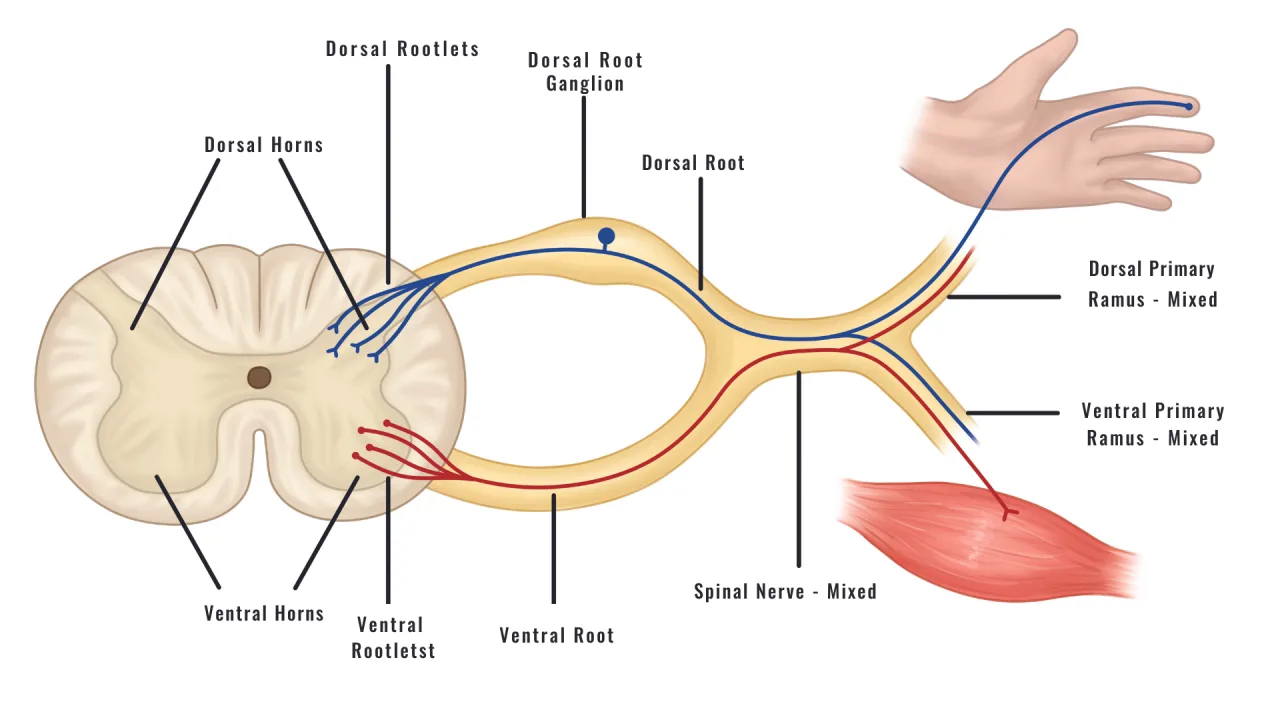 Dorsal Rootlets
Dorsal Root
Ganglion
Dorsal Horns
Dorsal Root
Dorsal Primary
Ramus - Mixed
Ventral Primary
Ramus - Mixed
Spinal Nerve - Mixed
Ventral Horns
Ventral
Rootletst
Ventral Root